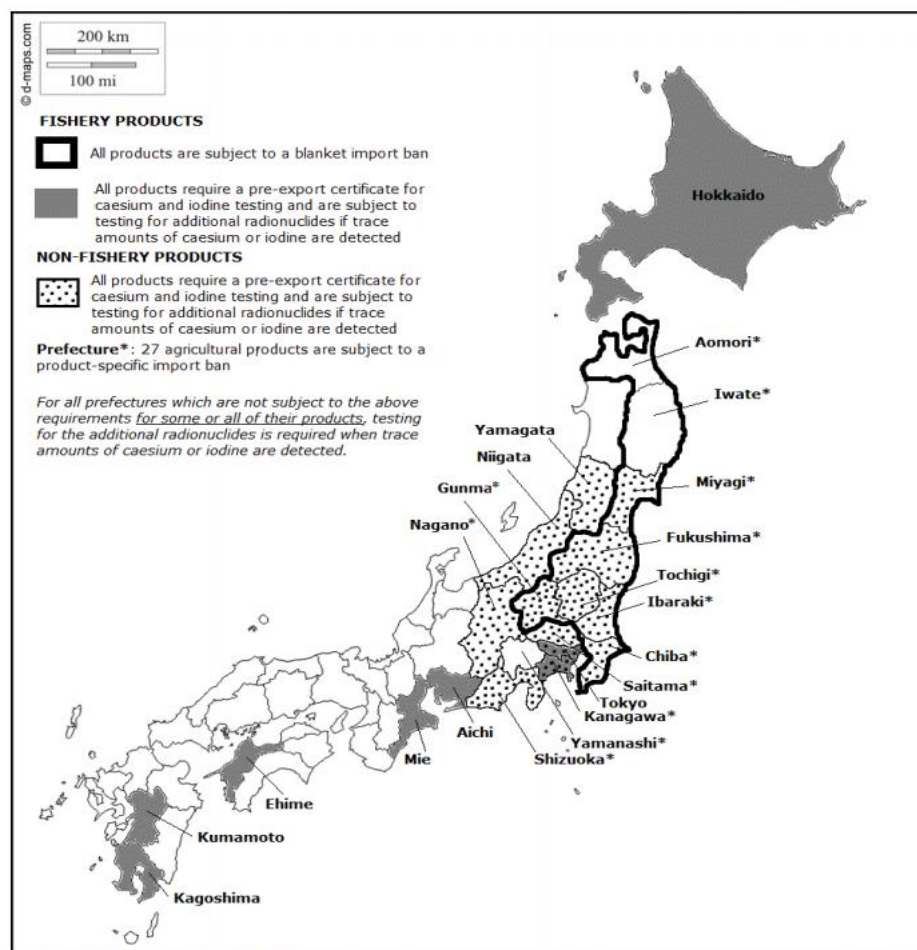 © d-maps.com
200 km
100 mi
FISHERY PRODUCTS
All products are subject to a blanket import ban
All products require a pre-export certificate for
caesium and iodine testing and are subject to
testing for additional radionuclides if trace
amounts of caesium or iodine are detected
NON-FISHERY PRODUCTS
All products require a pre-export certificate for
caesium and iodine testing and are subject to
testing for additional radionuclides if trace
amounts of caesium or iodine are detected
Prefecture*: 27 agricultural products are subject to a
product-specific import ban
For all prefectures which are not subject to the above
requirements for some or all of their products, testing
for the additional radionuclides is required when trace
amounts of caesium or iodine are detected.
Hokkaido
Aomori*
Iwate*
Yamagata
Niigata
Gunma*
Miyagi*
Nagano*
Fukushima*
Tochigi*
Ibaraki*
Chiba*
Saitama*
Tokyo
Kanagawa*
Yamanashi*
Shizuoka*
Aichi
Mie
Ehime
Kumamoto
Kagoshima